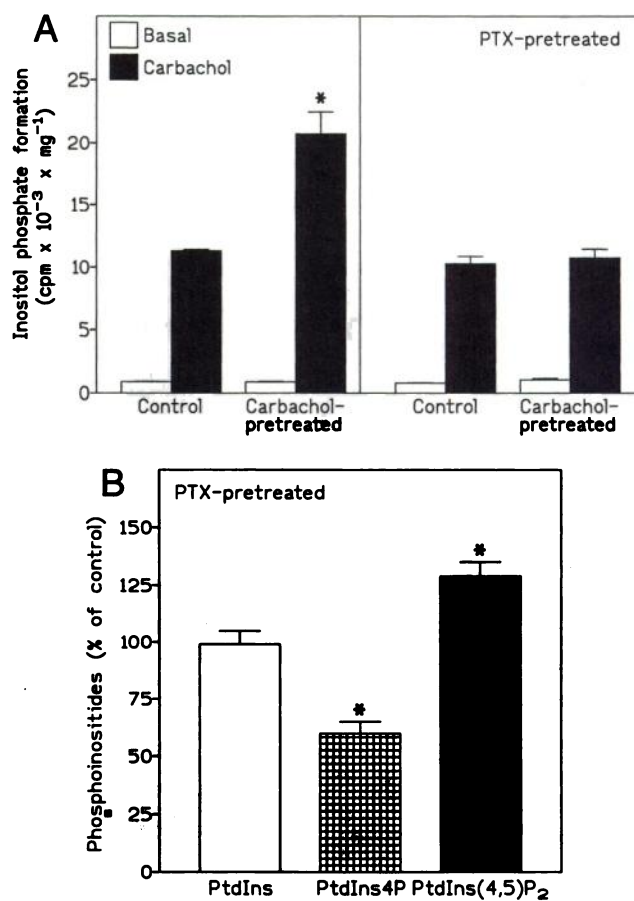 A
Basal
Carbachol
*
PTX-pretreated
Inositol phosphate formation
(cpm x 10⁻³ x mg⁻¹)
25
20
15
10
5
0
Control
Carbachol-
pretreated
Control
Carbachol-
pretreated
B
PTX-pretreated
Phosphoinositides (% of control)
150
125
100
75
50
25
0
*
*
PtdIns
PtdIns4P
PtdIns(4,5)P₂